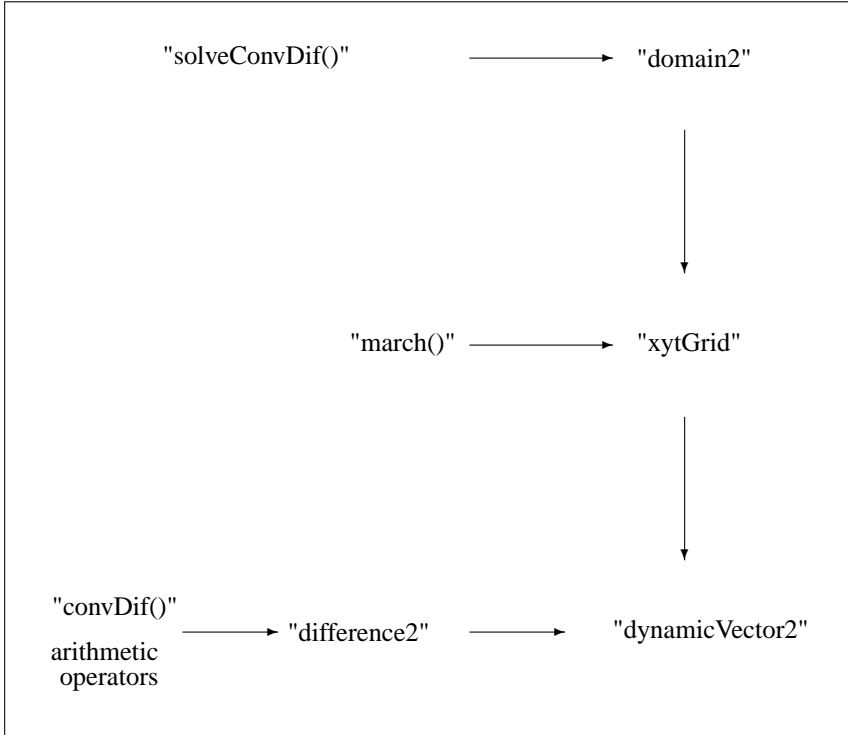 "solveConvDif()"
"domain2"
"march()"
"xytGrid"
"convDif()"
arithmetic
operators
"difference2"
"dynamicVector2"